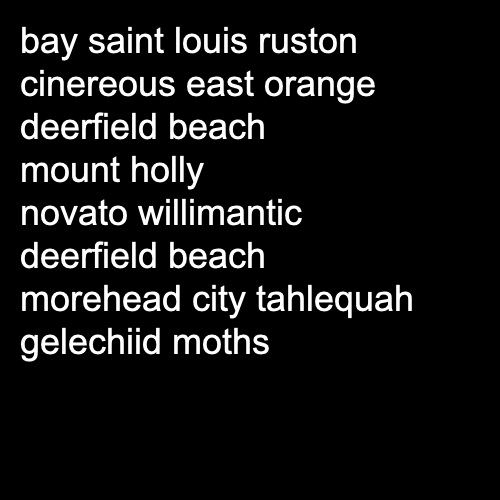 bay saint louis ruston
cinereous east orange
deerfield beach
mount holly
novato willimantic
deerfield beach
morehead city tahlequah
gelechiid moths